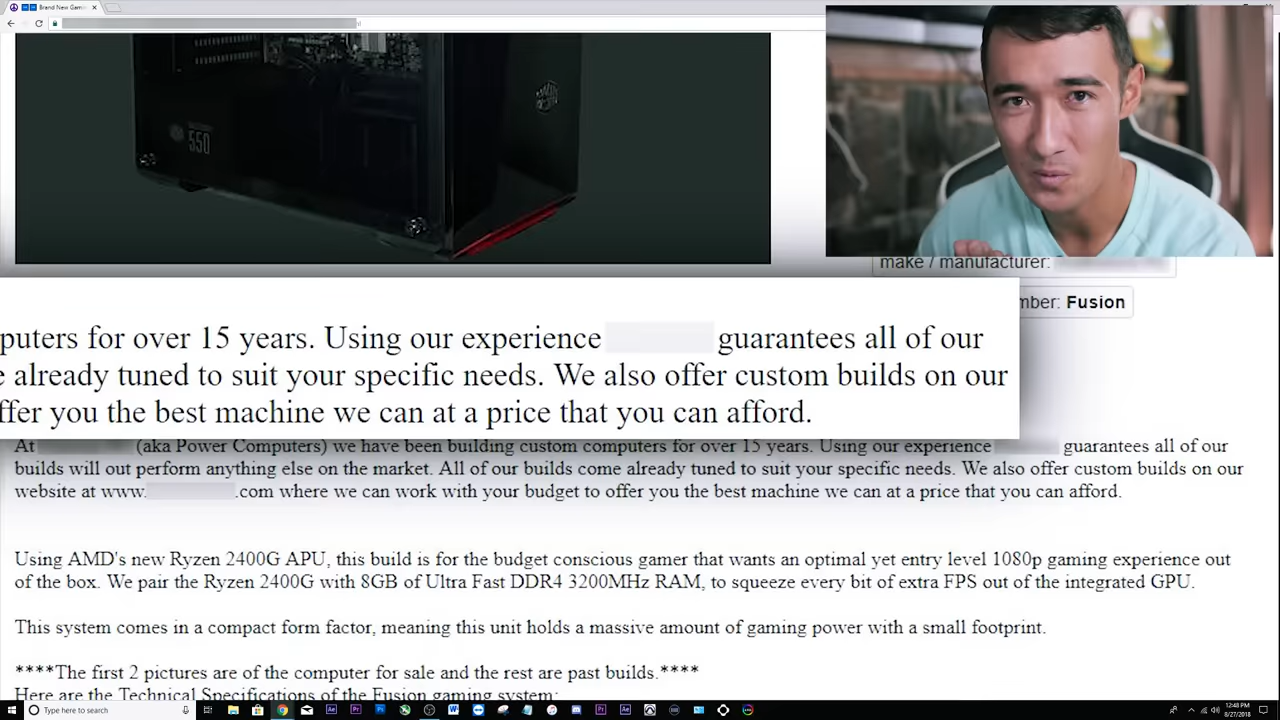 Brand New Gami
550
make / manufacturer:
mber: Fusion
puters for over 15 years. Using our experience guarantees all of our
e already tuned to suit your specific needs. We also offer custom builds on our
ffer you the best machine we can at a price that you can afford.
At (aka Power Computers) we have been building custom computers for over 15 years. Using our experience guarantees all of our
builds will out perform anything else on the market. All of our builds come already tuned to suit your specific needs. We also offer custom builds on our
website at www. .com where we can work with your budget to offer you the best machine we can at a price that you can afford.
Using AMD's new Ryzen 2400G APU, this build is for the budget conscious gamer that wants an optimal yet entry level 1080p gaming experience out
of the box. We pair the Ryzen 2400G with 8GB of Ultra Fast DDR4 3200MHz RAM, to squeeze every bit of extra FPS out of the integrated GPU.
This system comes in a compact form factor, meaning this unit holds a massive amount of gaming power with a small footprint.
****The first 2 pictures are of the computer for sale and the rest are past builds.****
Here are the Technical Specifications of the Fusion gaming system:
Type here to search
12:48 PM
8/27/2018